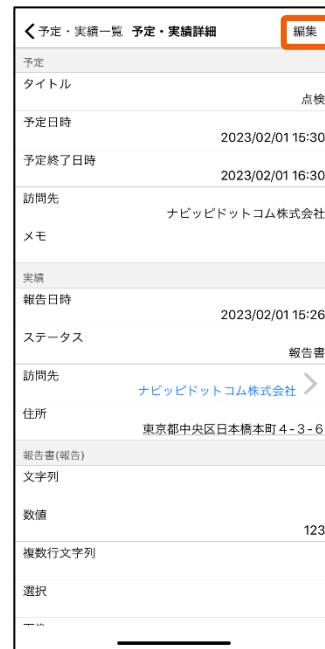 予定・実績一覧 予定・実績詳細 編集
予定
タイトル
点検
予定日時
2023/02/01 15:30
予定終了日時
2023/02/01 16:30
訪問先
ナビッピドットコム株式会社
メモ
実績
報告日時
2023/02/01 15:26
ステータス
報告書
訪問先
ナビッピドットコム株式会社
住所
東京都中央区日本橋本町4-3-6
報告書(報告)
文字列
数値
123
複数行文字列
選択